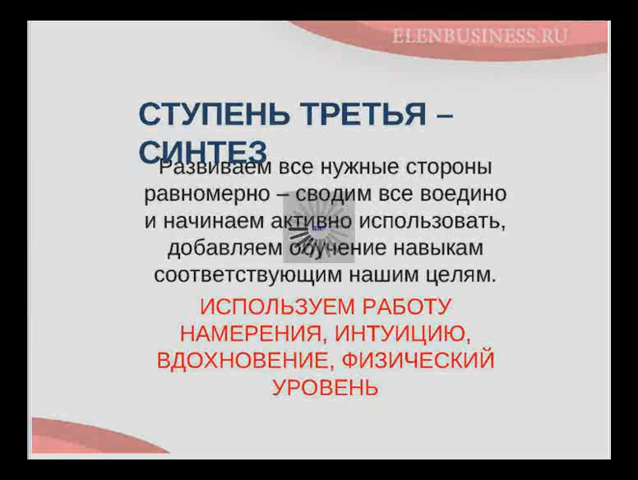 ELENBUSINESS.RU
СТУПЕНЬ ТРЕТЬЯ –
СИНТЕЗ
Развиваем все нужные стороны
равномерно – сводим все воедино
и начинаем активно использовать,
добавляем обучение навыкам
соответствующим нашим целям.
ИСПОЛЬЗУЕМ РАБОТУ
НАМЕРЕНИЯ, ИНТУИЦИЮ,
ВДОХНОВЕНИЕ, ФИЗИЧЕСКИЙ
УРОВЕНЬ